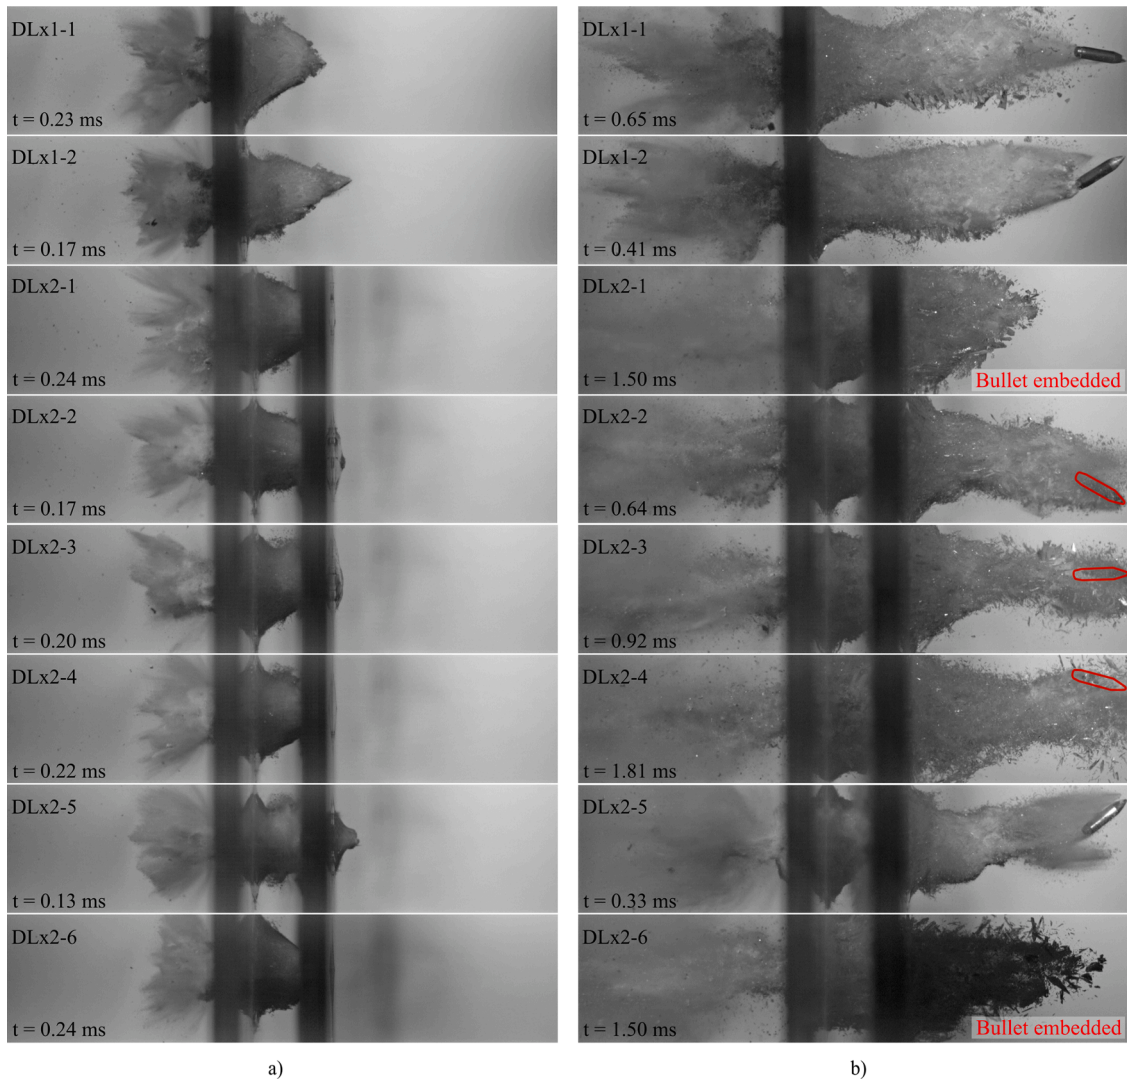 DLx1-1
t = 0.23 ms
DLx1-2
t = 0.17 ms
DLx2-1
t = 0.24 ms
DLx2-2
t = 0.17 ms
DLx2-3
t = 0.20 ms
DLx2-4
t = 0.22 ms
DLx2-5
t = 0.13 ms
DLx2-6
t = 0.24 ms
a)
DLx1-1
t = 0.65 ms
DLx1-2
t = 0.41 ms
DLx2-1
t = 1.50 ms
Bullet embedded
DLx2-2
t = 0.64 ms
DLx2-3
t = 0.92 ms
DLx2-4
t = 1.81 ms
DLx2-5
t = 0.33 ms
DLx2-6
t = 1.50 ms
Bullet embedded
b)